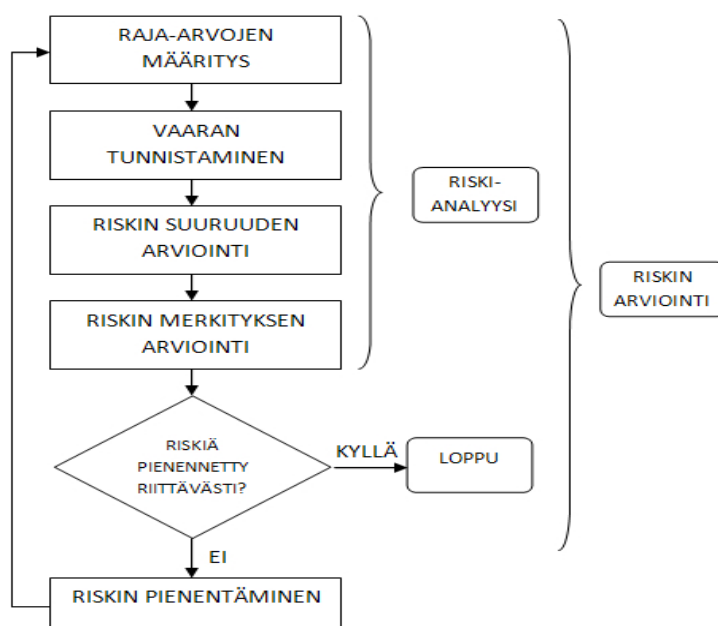 RAJA-ARVOJEN
MÄÄRITYS
VAARAN
TUNNISTAMINEN
RISKIN SUURUUDEN
ARVIOINTI
RISKIN MERKITYKSEN
ARVIOINTI
RISKI-
ANALYYSI
RISKIN
ARVIOINTI
RISKIÄ
PIENENNETTY
RIITTÄVÄSTI?
KYLLÄ
LOPPU
EI
RISKIN PIENENTÄMINEN